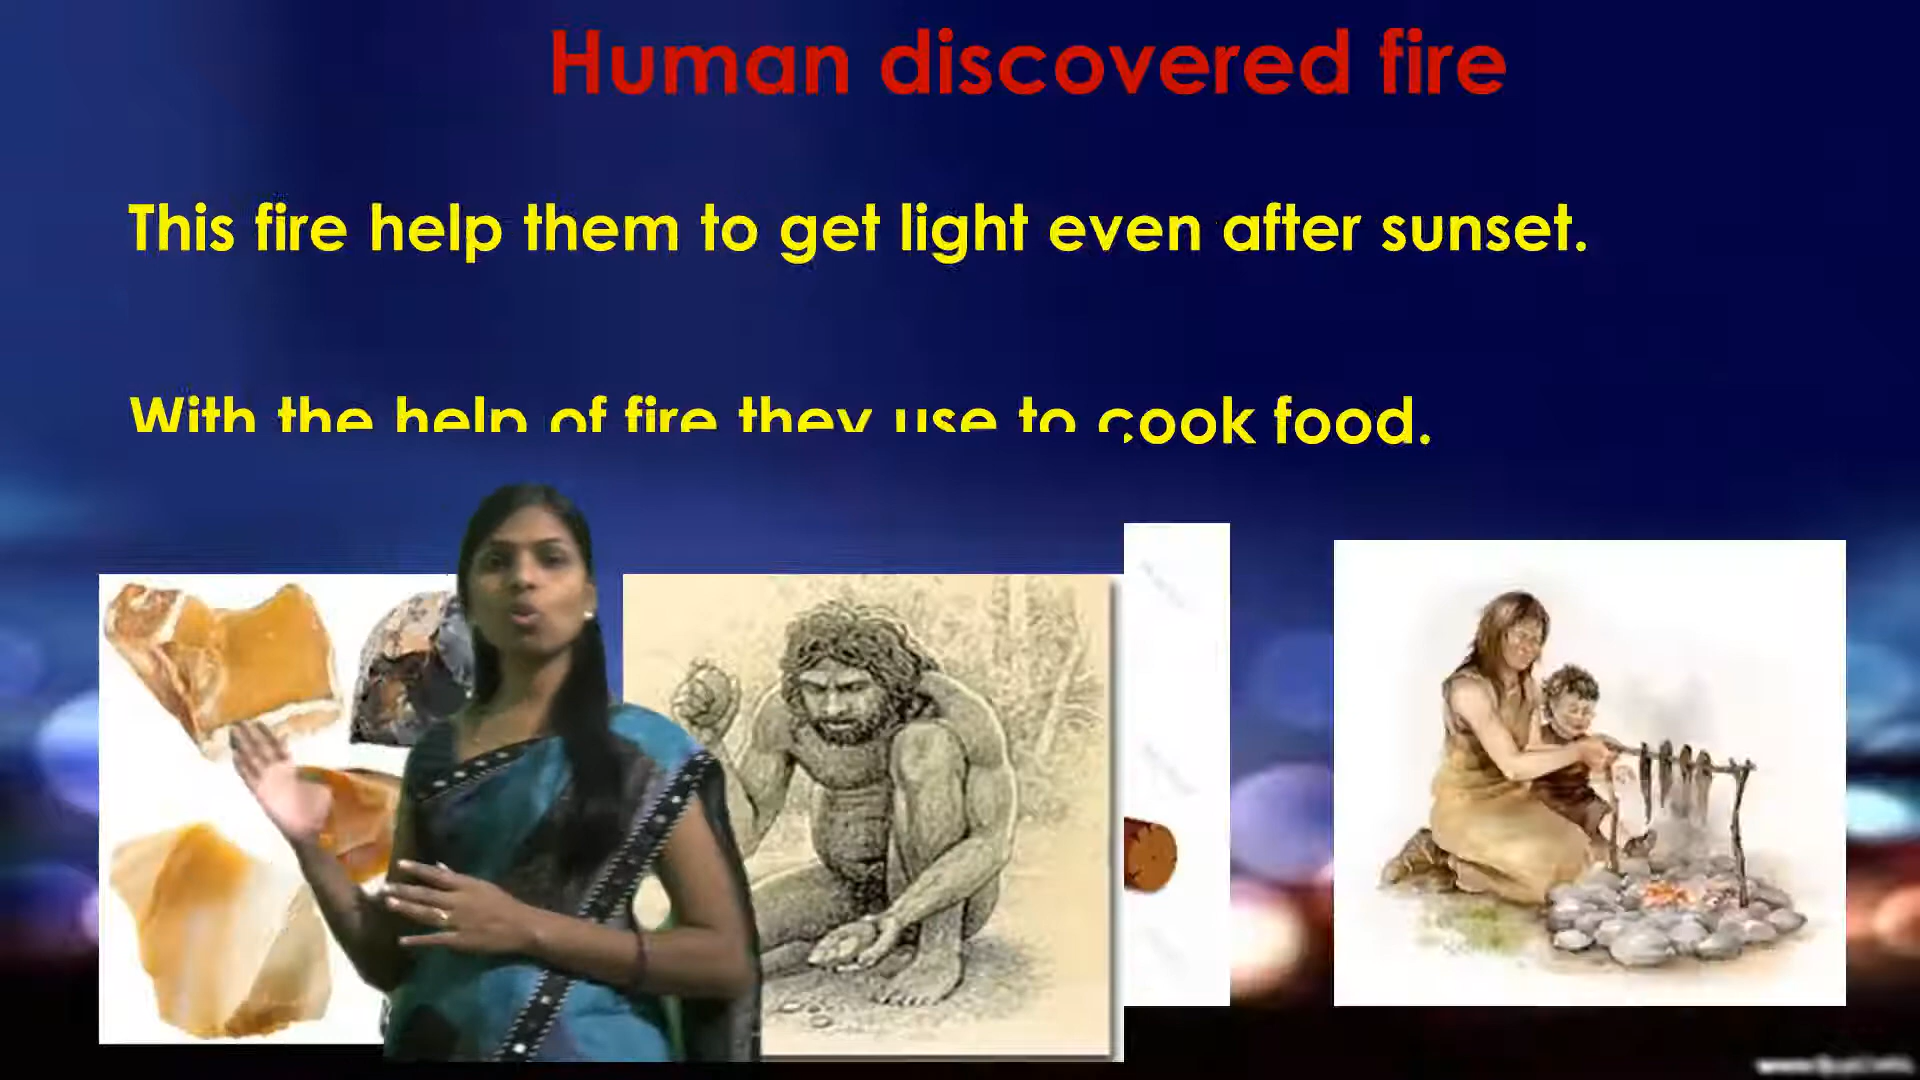 Human discovered fire
This fire help them to get light even after sunset.
With the help of fire they use to cook food.